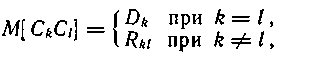 M[C_k C_l] = { D_k при k = l,
R_kl при k ≠ l,